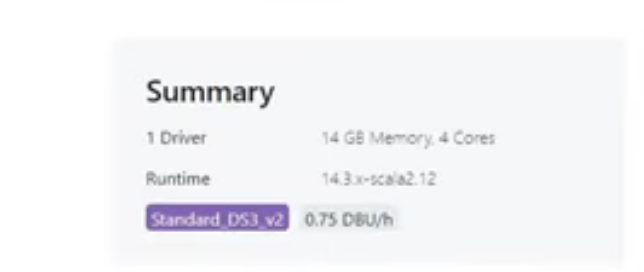 Summary
1 Driver 14 GB Memory, 4 Cores
Runtime 14.3.x-scala2.12
Standard_DS3_v2 0.75 DBU/h